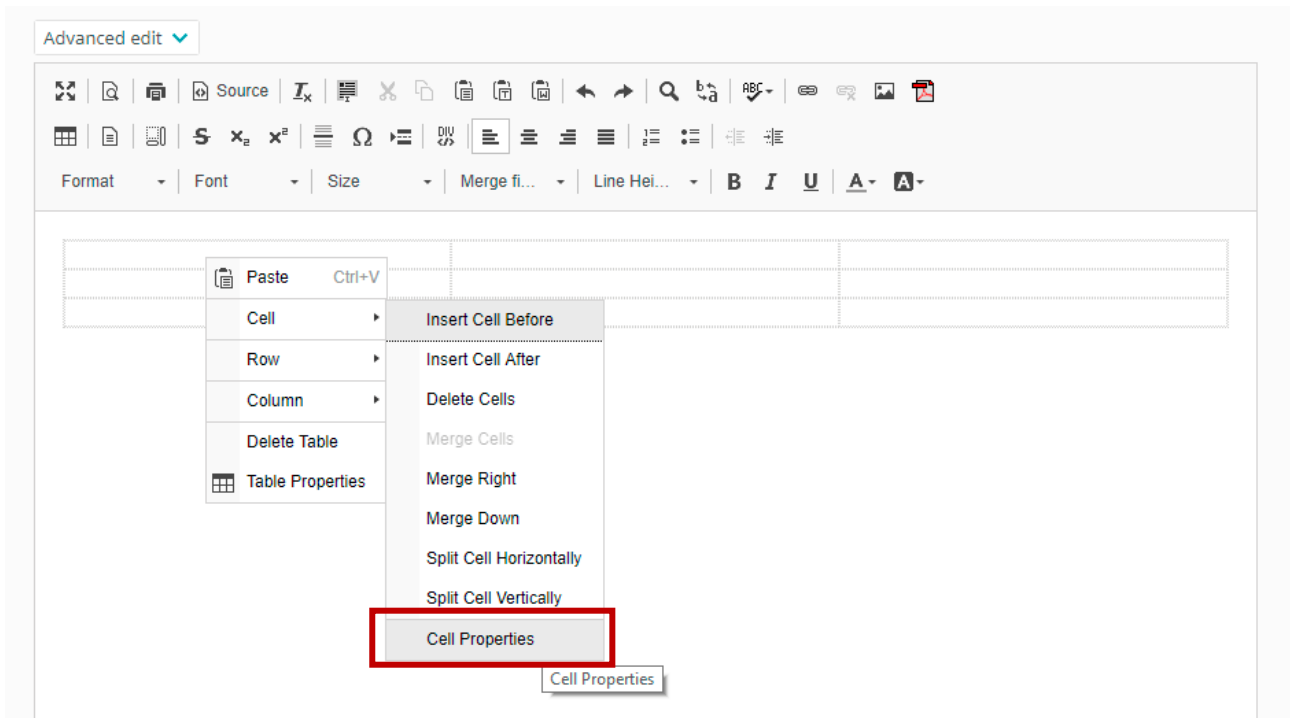 Advanced edit
Source
Format Font Size Merge fi... Line Hei... B I U A A
Paste Ctrl+V
Cell
Row
Column
Delete Table
Table Properties
Insert Cell Before
Insert Cell After
Delete Cells
Merge Cells
Merge Right
Merge Down
Split Cell Horizontally
Split Cell Vertically
Cell Properties
Cell Properties